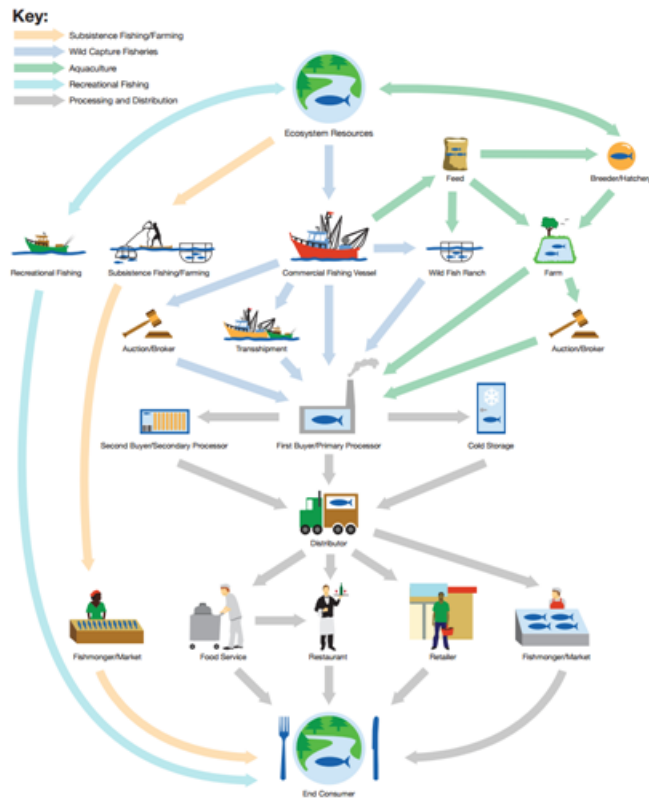 Key:
Subsistence Fishing/Farming
Wild Capture Fisheries
Aquaculture
Recreational Fishing
Processing and Distribution
Ecosystem Resources
Feed
Breeder/Hatchery
Recreational Fishing
Subsistence Fishing/Farming
Commercial Fishing Vessel
Wild Fish Ranch
Farm
Auction/Broker
Transshipment
Auction/Broker
Second Buyer/Secondary Processor
First Buyer/Primary Processor
Cold Storage
Distributor
Fishmonger/Market
Food Service
Restaurant
Retailer
Fishmonger/Market
End Consumer